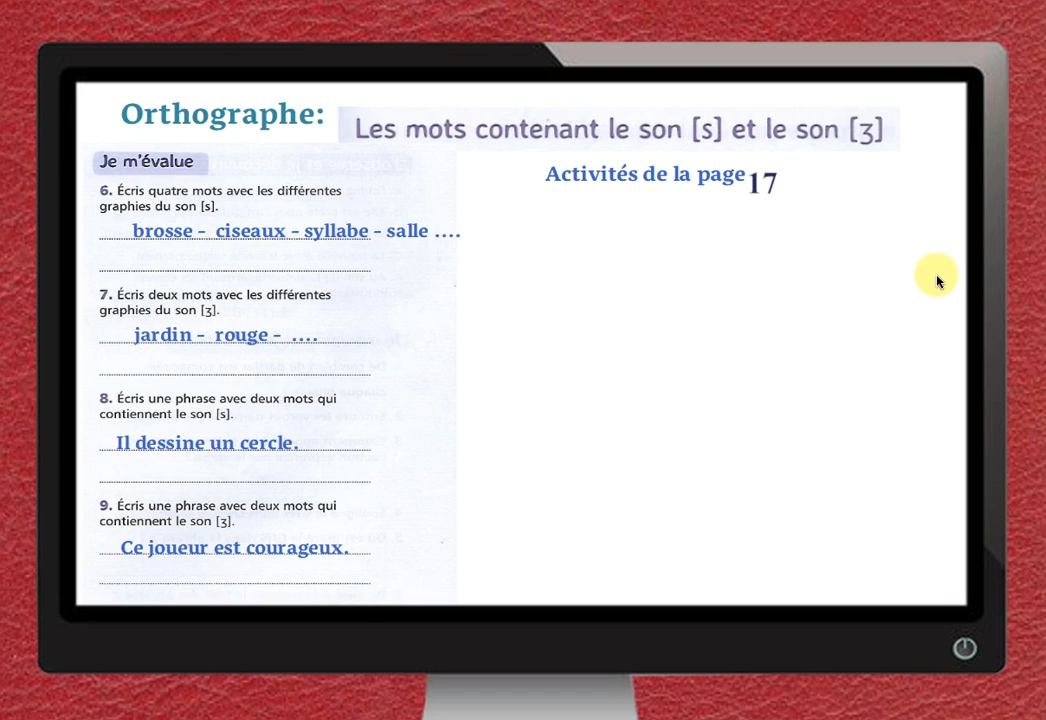 Orthographe:
Les mots contenant le son [s] et le son [ʒ]
Je m'évalue
Activités de la page 17
6. Écris quatre mots avec les différentes
graphies du son [s].
brosse - ciseaux - syllabe - salle ....
7. Écris deux mots avec les différentes
graphies du son [ʒ].
jardin - rouge - ....
8. Écris une phrase avec deux mots qui
contiennent le son [s].
Il dessine un cercle.
9. Écris une phrase avec deux mots qui
contiennent le son [ʒ].
Ce joueur est courageux.